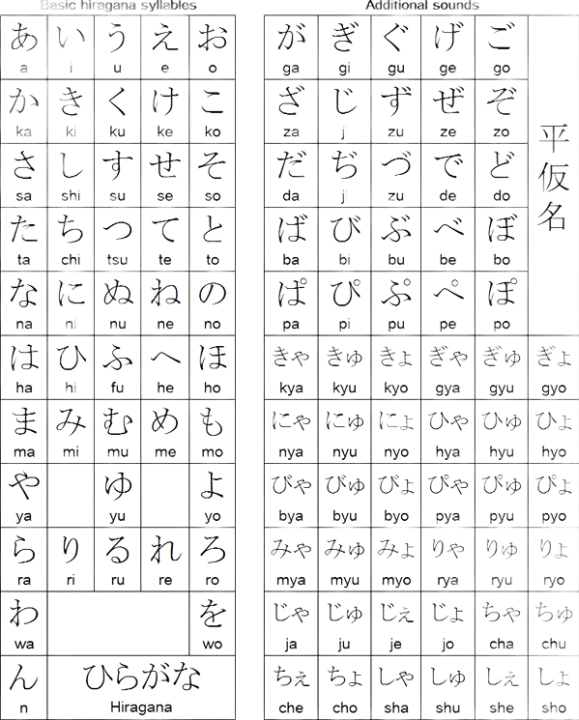 Basic hiragana syllables
あ い う え お
a i u e o
か き く け こ
ka ki ku ke ko
さ し す せ そ
sa shi su se so
た ち つ て と
ta chi tsu te to
な に ぬ ね の
na ni nu ne no
は ひ ふ へ ほ
ha hi fu he ho
ま み む め も
ma mi mu me mo
や ゆ よ
ya yu yo
ら り る れ ろ
ra ri ru re ro
わ を
wa wo
ん ひらがな
n Hiragana
Additional sounds
が ぎ ぐ げ ご
ga gi gu ge go
ざ じ ず ぜ ぞ
za j zu ze zo
だ ぢ づ で ど
da ji zu de do
ば び ぶ べ ぼ
ba bi bu be bo
ぱ ぴ ぷ ぺ ぽ
pa pi pu pe po
平仮名
きゃ きゅ きょ ぎゃ ぎゅ ぎょ
kya kyu kyo gya gyu gyo
にゃ にゅ にょ ひゃ ひゅ ひょ
nya nyu nyo hya hyu hyo
びゃ びゅ びょ ぴゃ ぴゅ ぴょ
bya byu byo pya pyu pyo
みゃ みゅ みょ りゃ りゅ りょ
mya myu myo rya ryu ryo
じゃ じゅ じぇ じょ ちゃ ちゅ
ja ju je jo cha chu
ちぇ ちょ しゃ しゅ しぇ しょ
che cho sha shu she sho